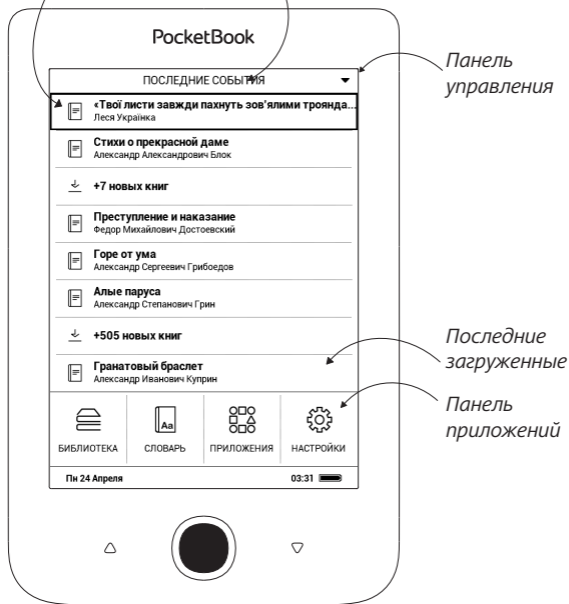 PocketBook
ПОСЛЕДНИЕ СОБЫТИЯ
«Твої листи завжди пахнуть зов'ялими троянда...
Леся Українка
Стихи о прекрасной даме
Александр Александрович Блок
+7 новых книг
Преступление и наказание
Федор Михайлович Достоевский
Горе от ума
Александр Сергеевич Грибоедов
Алые паруса
Александр Степанович Грин
+505 новых книг
Гранатовый браслет
Александр Иванович Куприн
Aa
БИБЛИОТЕКА СЛОВАРЬ ПРИЛОЖЕНИЯ НАСТРОЙКИ
Пн 24 Апреля 03:31
Панель
управления
Последние
загруженные
Панель
приложений